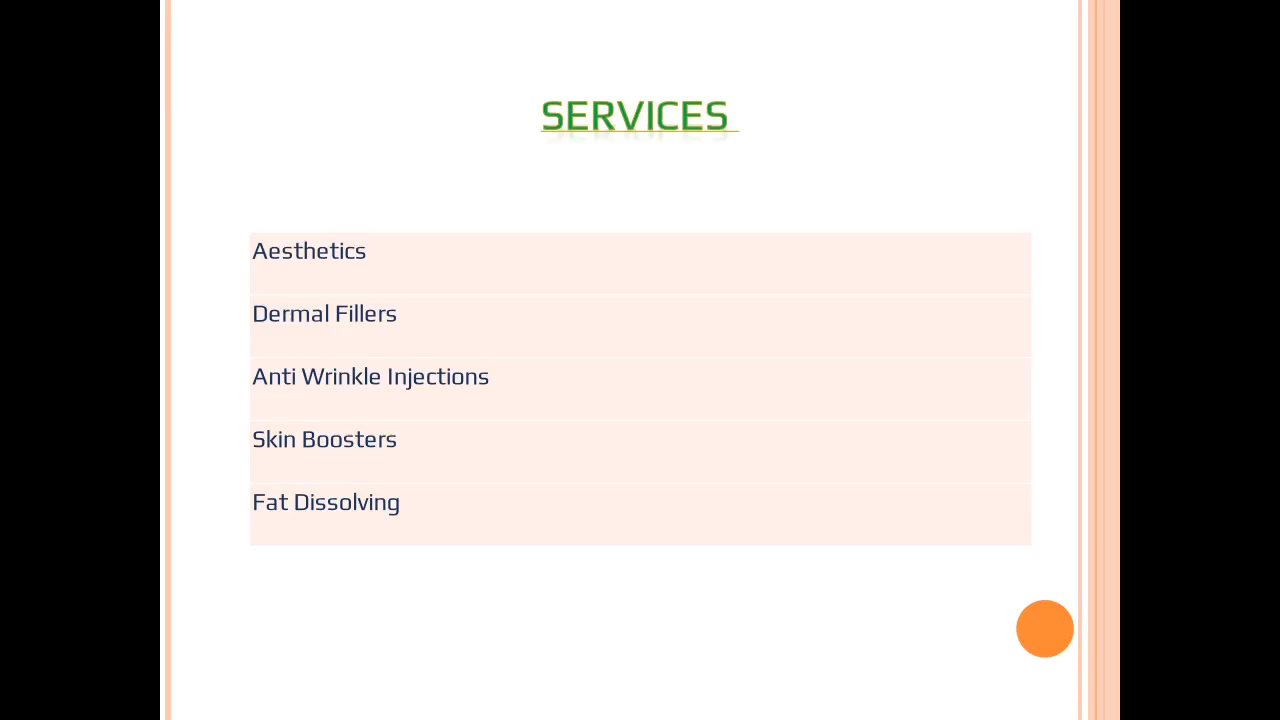 SERVICES
Aesthetics
Dermal Fillers
Anti Wrinkle Injections
Skin Boosters
Fat Dissolving